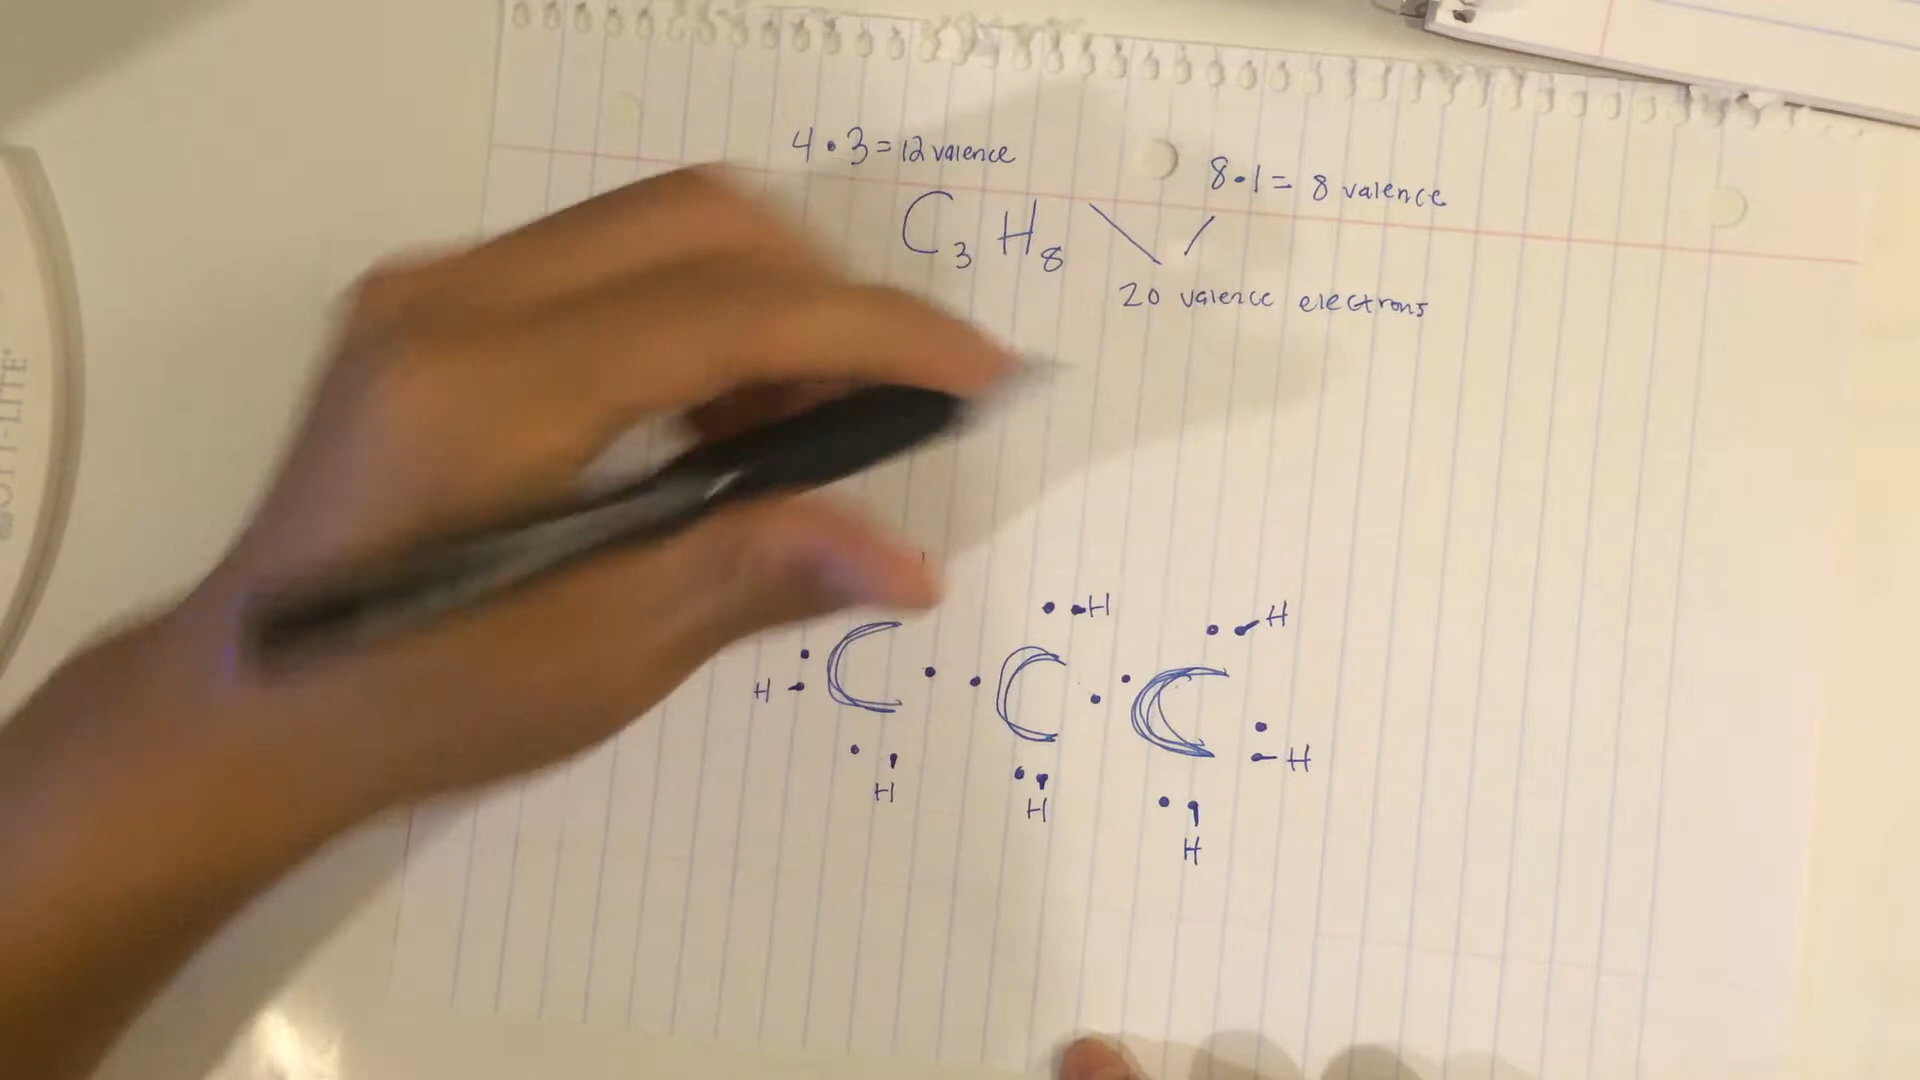 4 • 3 = 12 valence
8 • 1 = 8 valence
C3 H8
20 valence electrons
H H
H C C C H
H H H